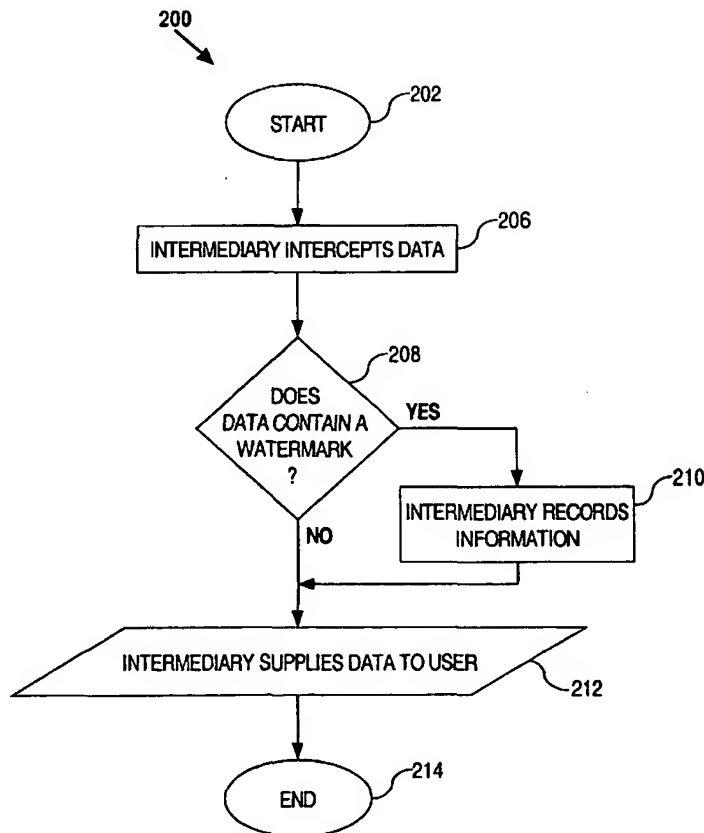 200
202
START
206
INTERMEDIARY INTERCEPTS DATA
208
DOES
DATA CONTAIN A
WATERMARK
?
YES
210
INTERMEDIARY RECORDS
INFORMATION
NO
INTERMEDIARY SUPPLIES DATA TO USER
212
214
END